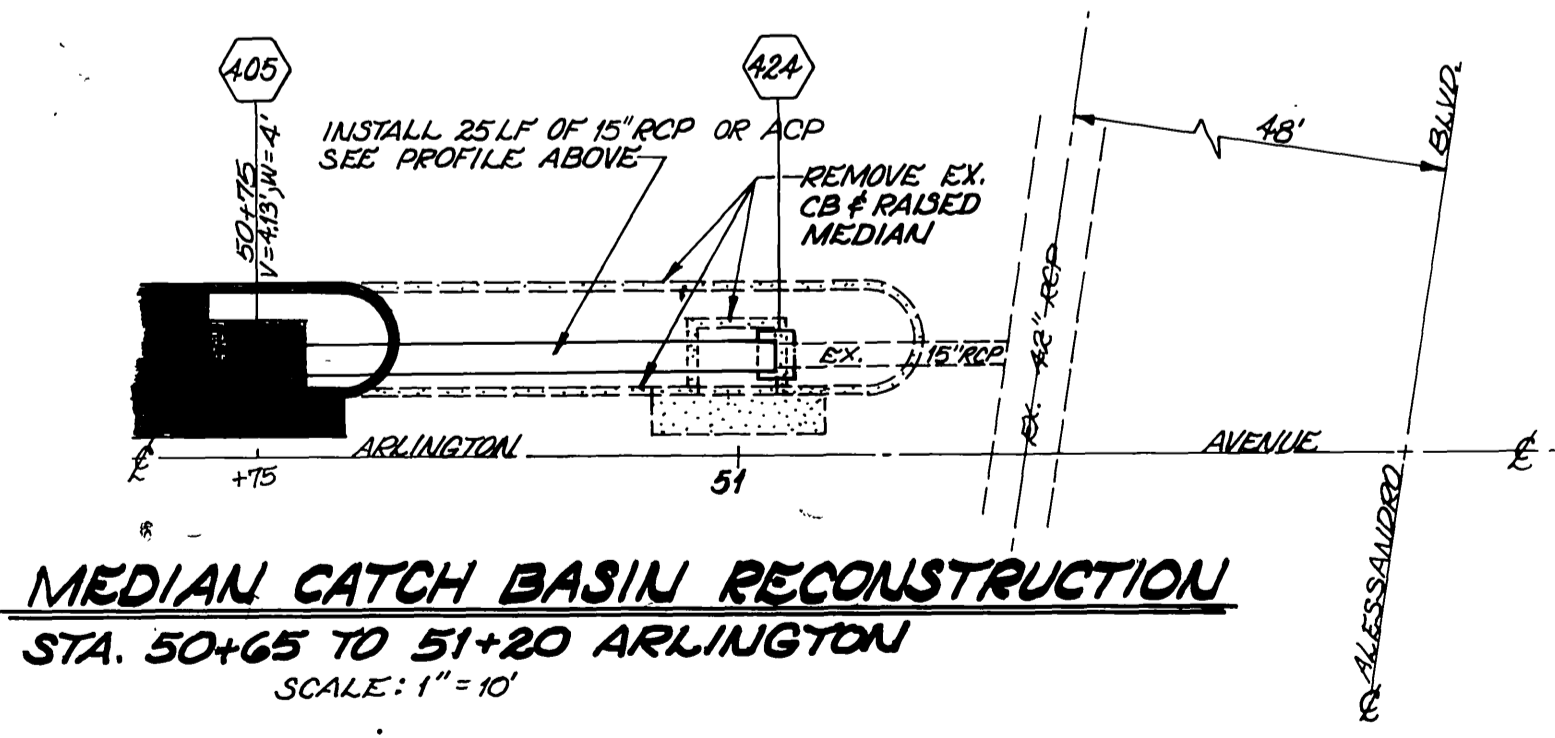 405
424
INSTALL 25 LF OF 15" RCP OR ACP
SEE PROFILE ABOVE
50+75
V=4.13', W=4'
REMOVE EX.
CB & RAISED
MEDIAN
48'
BLVD.
EX. 15" RCP
EX. 42" RCP
℄ ARLINGTON AVENUE ℄
+75
51
℄ ALESSANDRO
MEDIAN CATCH BASIN RECONSTRUCTION
STA. 50+65 TO 51+20 ARLINGTON
SCALE: 1" = 10'